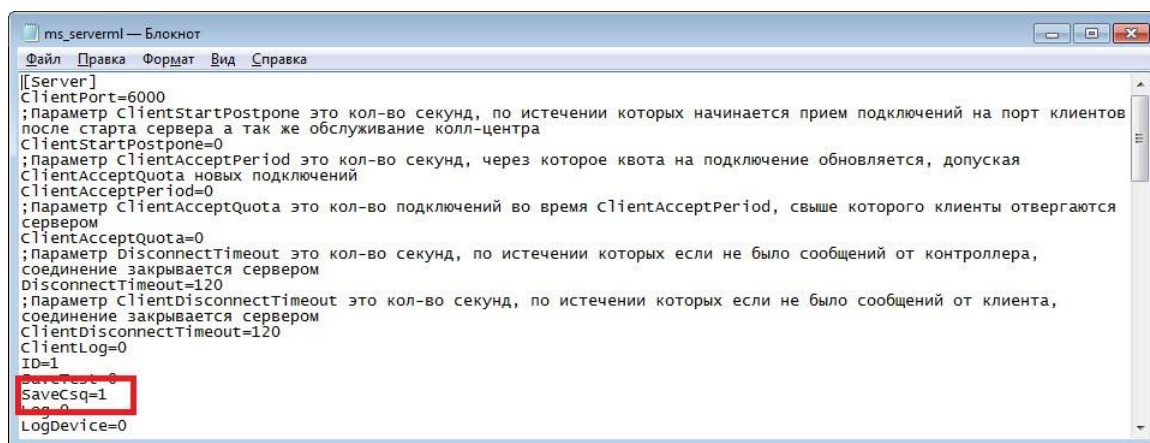 ms_serverml — Блокнот
Файл Правка Формат Вид Справка
[Server]
ClientPort=6000
;Параметр ClientStartPostpone это кол-во секунд, по истечении которых начинается прием подключений на порт клиентов
после старта сервера а так же обслуживание колл-центра
ClientStartPostpone=0
;Параметр ClientAcceptPeriod это кол-во секунд, через которое квота на подключение обновляется, допуская
ClientAcceptQuota новых подключений
ClientAcceptPeriod=0
;Параметр ClientAcceptQuota это кол-во подключений во время ClientAcceptPeriod, свыше которого клиенты отвергаются
сервером
ClientAcceptQuota=0
;Параметр DisconnectTimeout это кол-во секунд, по истечении которых если не было сообщений от контроллера,
соединение закрывается сервером
DisconnectTimeout=120
;Параметр ClientDisconnectTimeout это кол-во секунд, по истечении которых если не было сообщений от клиента,
соединение закрывается сервером
ClientDisconnectTimeout=120
ClientLog=0
ID=1
SaveTest=0
SaveCsq=1
Log=0
LogDevice=0